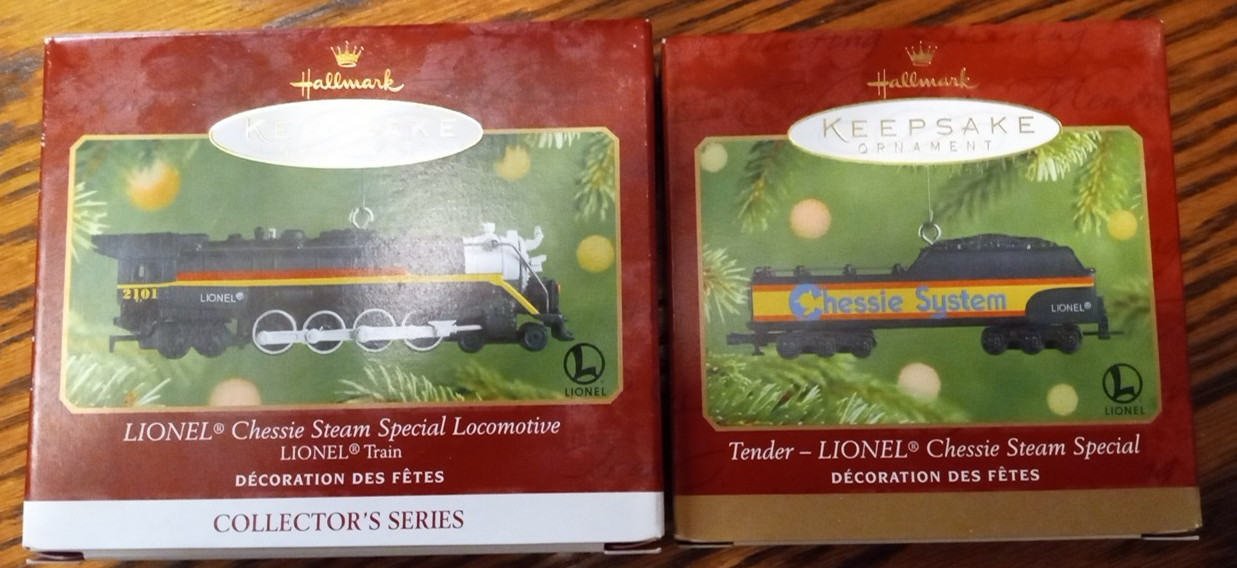 Hallmark
KEEPSAKE
2101
LIONEL®
LIONEL
LIONEL® Chessie Steam Special Locomotive
LIONEL® Train
DÉCORATION DES FÊTES
COLLECTOR'S SERIES
Hallmark
KEEPSAKE
ORNAMENT
Chessie System
LIONEL®
LIONEL
Tender – LIONEL® Chessie Steam Special
DÉCORATION DES FÊTES